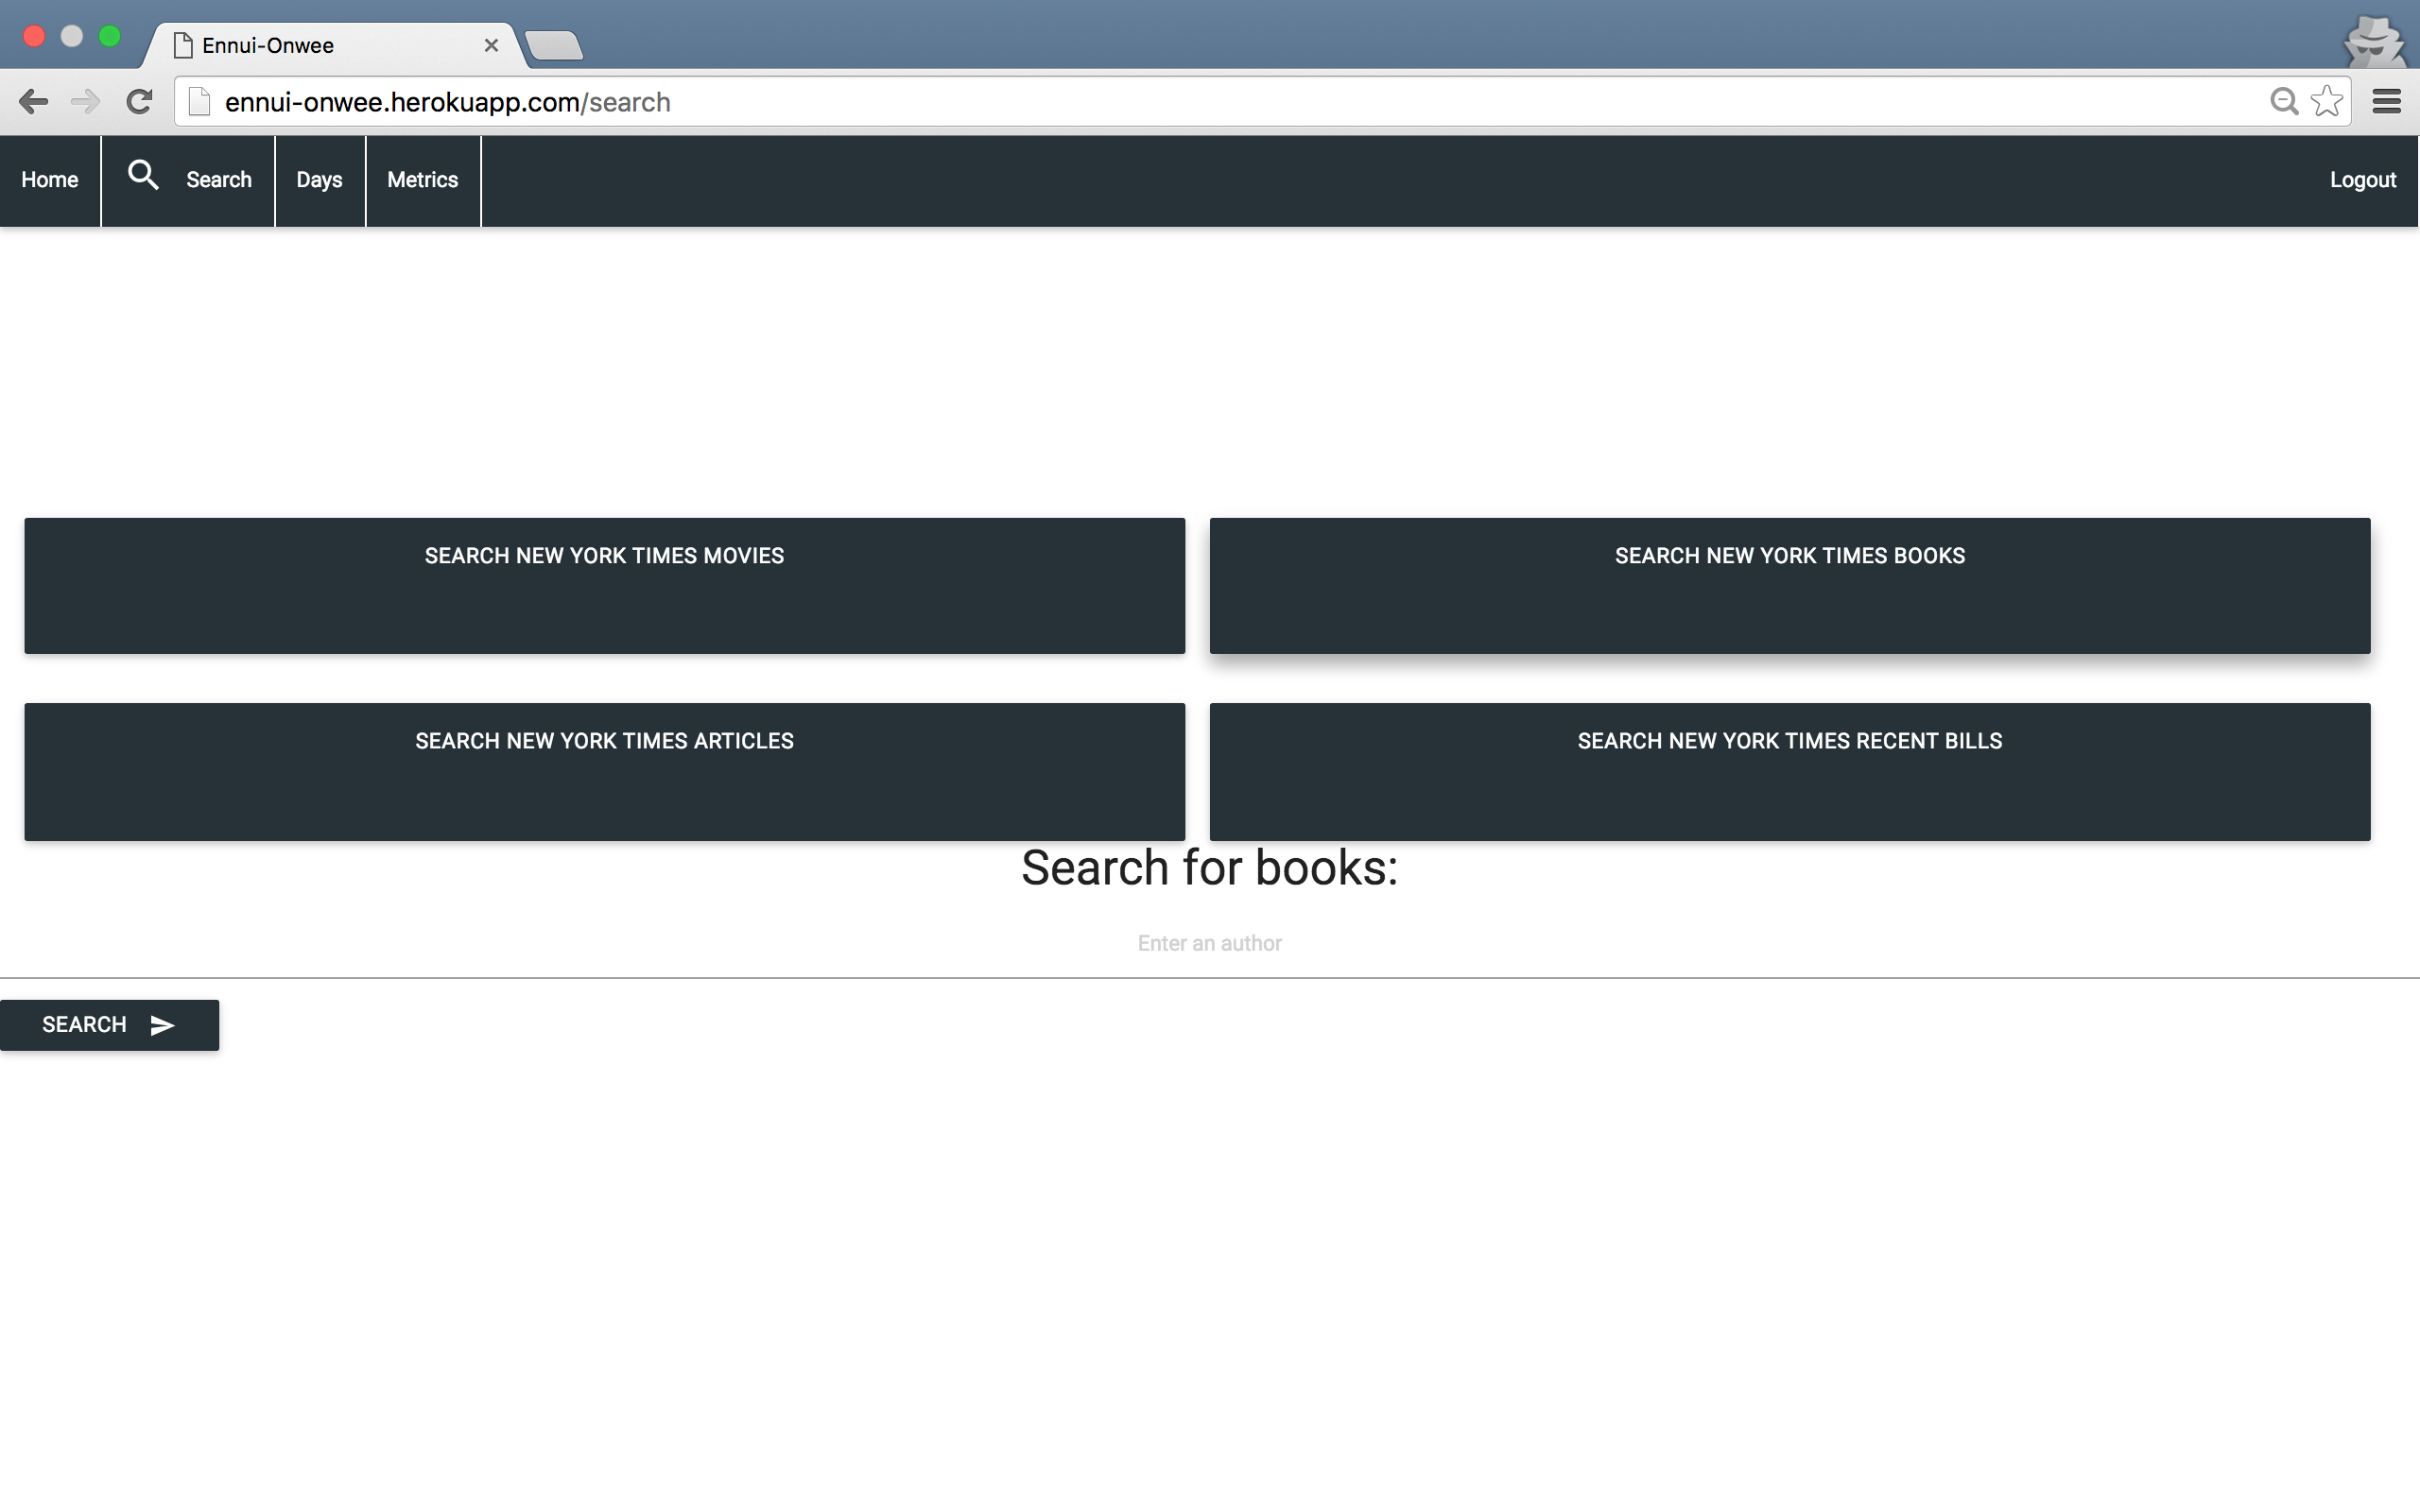 Ennui-Onwee
ennui-onwee.herokuapp.com/search
Home Search Days Metrics Logout
SEARCH NEW YORK TIMES MOVIES
SEARCH NEW YORK TIMES BOOKS
SEARCH NEW YORK TIMES ARTICLES
SEARCH NEW YORK TIMES RECENT BILLS
Search for books:
Enter an author
SEARCH